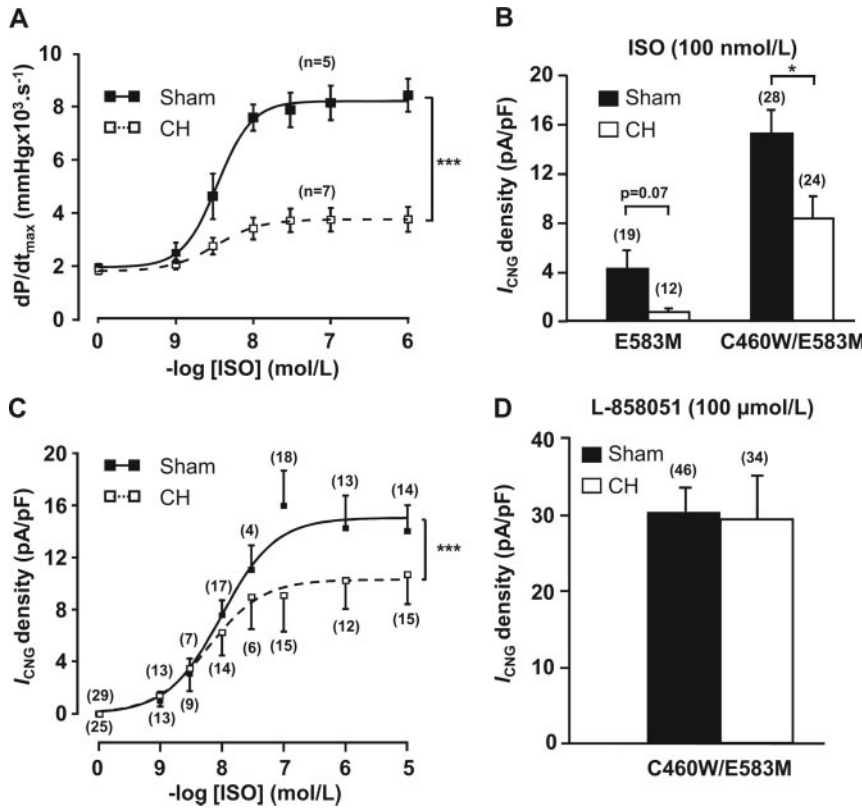 A
dP/dtmax (mmHgx10³.s⁻¹)
10
8
6
4
2
0
Sham
CH
(n=5)
(n=7)
***
0 9 8 7 6
-log [ISO] (mol/L)
B
ISO (100 nmol/L)
ICNG density (pA/pF)
20
16
12
8
4
0
Sham
CH
*
(28)
(24)
p=0.07
(19)
(12)
E583M C460W/E583M
C
ICNG density (pA/pF)
20
16
12
8
4
0
Sham
CH
(18)
(13)
(14)
(4)
(17)
(7)
(13)
(29)
(25)
(13)
(9)
(14)
(6)
(15)
(12)
(15)
***
0 9 8 7 6 5
-log [ISO] (mol/L)
D
L-858051 (100 µmol/L)
ICNG density (pA/pF)
40
30
20
10
0
Sham
CH
(46)
(34)
C460W/E583M